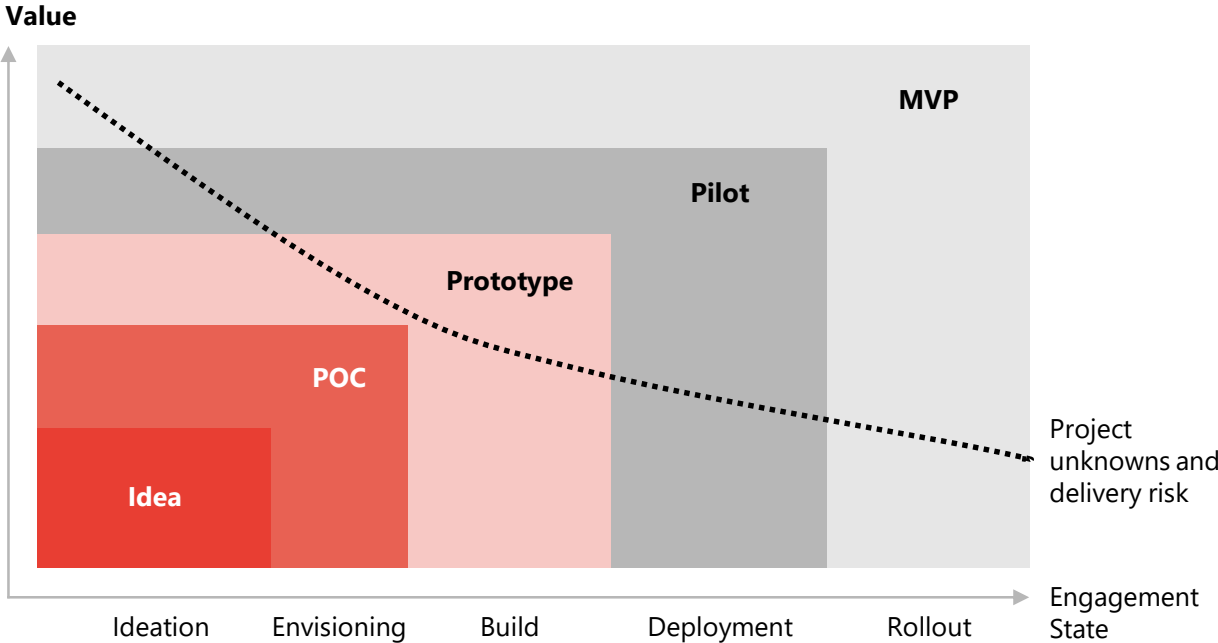 Value
MVP
Pilot
Prototype
POC
Idea
Project
unknowns and
delivery risk
Engagement
State
Ideation
Envisioning
Build
Deployment
Rollout